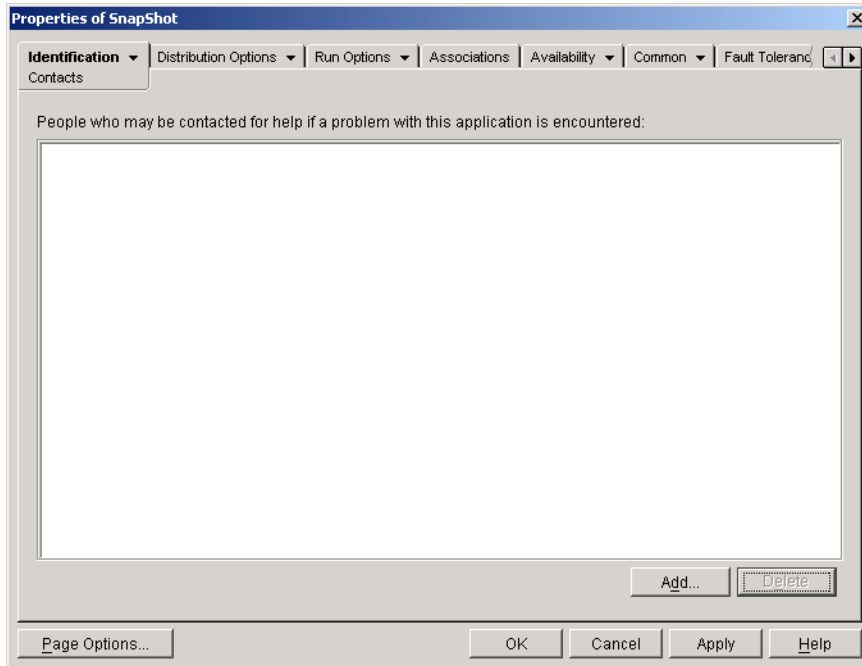 Properties of SnapShot
Identification Distribution Options Run Options Associations Availability Common Fault Toleranc
Contacts
People who may be contacted for help if a problem with this application is encountered:
Add... Delete
Page Options... OK Cancel Apply Help